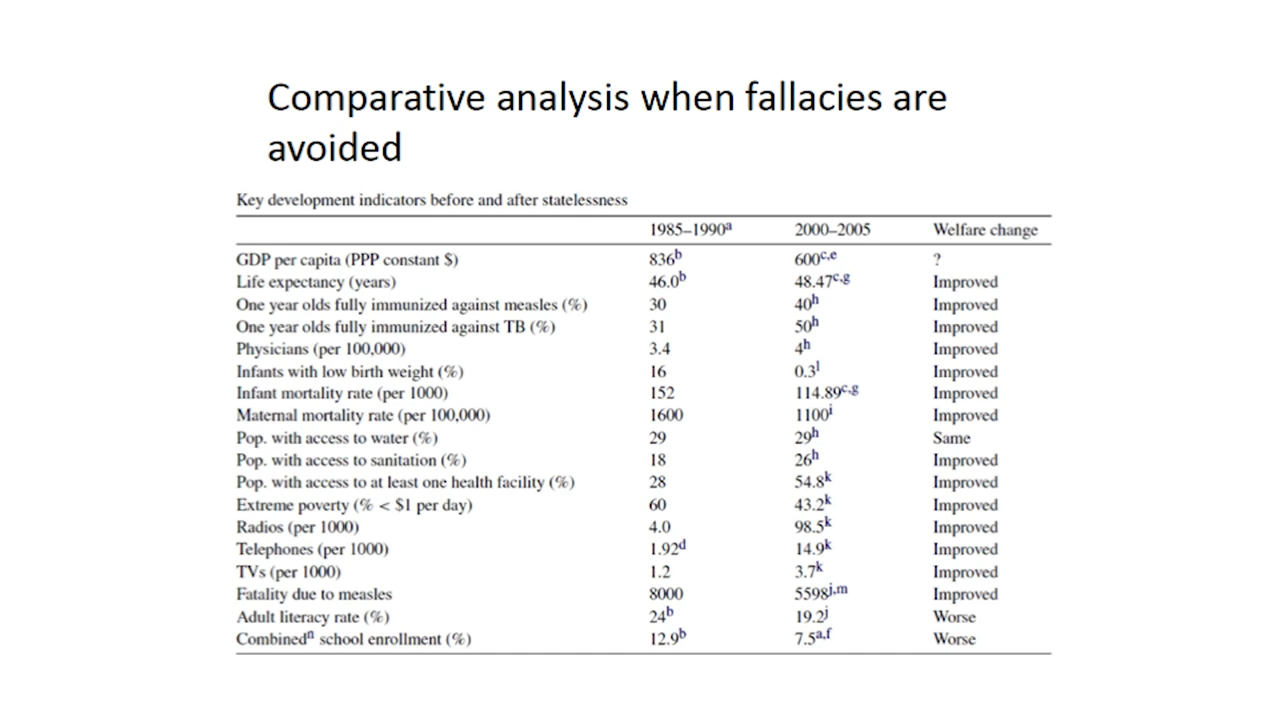 Comparative analysis when fallacies are
avoided
Key development indicators before and after statelessness
1985–1990a 2000–2005 Welfare change
GDP per capita (PPP constant $) 836b 600c,e ?
Life expectancy (years) 46.0b 48.47c,g Improved
One year olds fully immunized against measles (%) 30 40h Improved
One year olds fully immunized against TB (%) 31 50h Improved
Physicians (per 100,000) 3.4 4h Improved
Infants with low birth weight (%) 16 0.3l Improved
Infant mortality rate (per 1000) 152 114.89c,g Improved
Maternal mortality rate (per 100,000) 1600 1100i Improved
Pop. with access to water (%) 29 29h Same
Pop. with access to sanitation (%) 18 26h Improved
Pop. with access to at least one health facility (%) 28 54.8k Improved
Extreme poverty (% < $1 per day) 60 43.2k Improved
Radios (per 1000) 4.0 98.5k Improved
Telephones (per 1000) 1.92d 14.9k Improved
TVs (per 1000) 1.2 3.7k Improved
Fatality due to measles 8000 5598j,m Improved
Adult literacy rate (%) 24b 19.2j Worse
Combinedn school enrollment (%) 12.9b 7.5a,f Worse